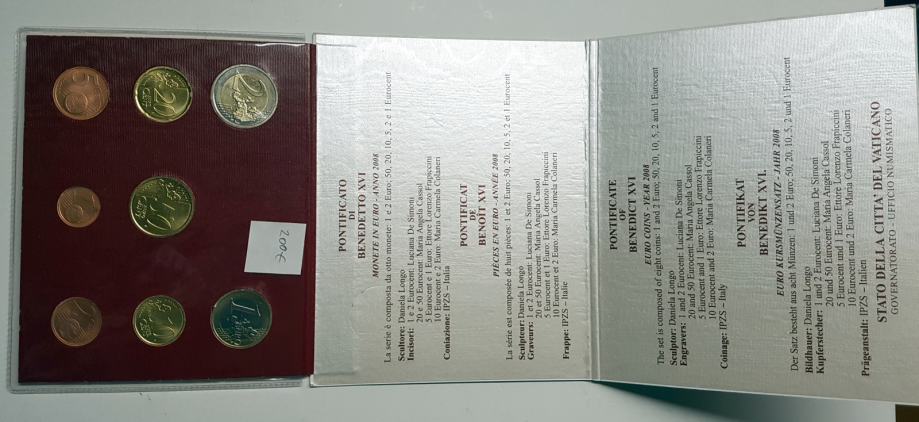 5
2
CENT
2
2002
1
PONTIFICATO
DI
BENEDETTO XVI
MONETE IN EURO - ANNO 2008
La serie è composta da otto monete: 1 e 2 Euro; 50, 20, 10, 5, 2 e 1 Eurocent
Scultore: Daniela Longo
Incisori: 1 e 2 Euro: Luciana De Simoni
20 e 50 Eurocent: Maria Angela Cassol
5 Eurocent e 1 Euro: Ettore Lorenzo Frapiccini
10 Eurocent e 2 Euro: Maria Carmela Colaneri
Coniazione: IPZS – Italia
PONTIFICAT
DE
BENOÎT XVI
PIÈCES EN EURO - ANNÉE 2008
La série est composée de huit pièces: 1 et 2 Euro; 50, 20, 10, 5, 2 et 1 Eurocent
Sculpteur: Daniela Longo
Graveurs: 1 et 2 Euro: Luciana De Simoni
20 et 50 Eurocent: Maria Angela Cassol
5 Eurocent et 1 Euro: Ettore Lorenzo Frapiccini
10 Eurocent et 2 Euro: Maria Carmela Colaneri
Frappe: IPZS – Italie
PONTIFICATE
OF
BENEDICT XVI
EURO COINS - YEAR 2008
The set is composed of eight coins: 1 and 2 Euro; 50, 20, 10, 5, 2 and 1 Eurocent
Sculptor: Daniela Longo
Engravers: 1 and 2 Euro: Luciana De Simoni
20 and 50 Eurocent: Maria Angela Cassol
5 Eurocent and 1 Euro: Ettore Lorenzo Frapiccini
10 Eurocent and 2 Euro: Maria Carmela Colaneri
Coinage: IPZS – Italy
PONTIFIKAT
VON
BENEDIKT XVI.
EURO KURSMÜNZENSATZ - JAHR 2008
Der Satz besteht aus acht Münzen: 1 und 2 Euro; 50, 20, 10, 5, 2 und 1 Eurocent
Bildhauer: Daniela Longo
Kupferstecher: 1 und 2 Euro: Luciana De Simoni
20 und 50 Eurocent: Maria Angela Cassol
5 Eurocent und 1 Euro: Ettore Lorenzo Frapiccini
10 Eurocent und 2 Euro: Maria Carmela Colaneri
Prägeanstalt: IPZS – Italien
STATO DELLA CITTA' DEL VATICANO
GOVERNATORATO - UFFICIO NUMISMATICO